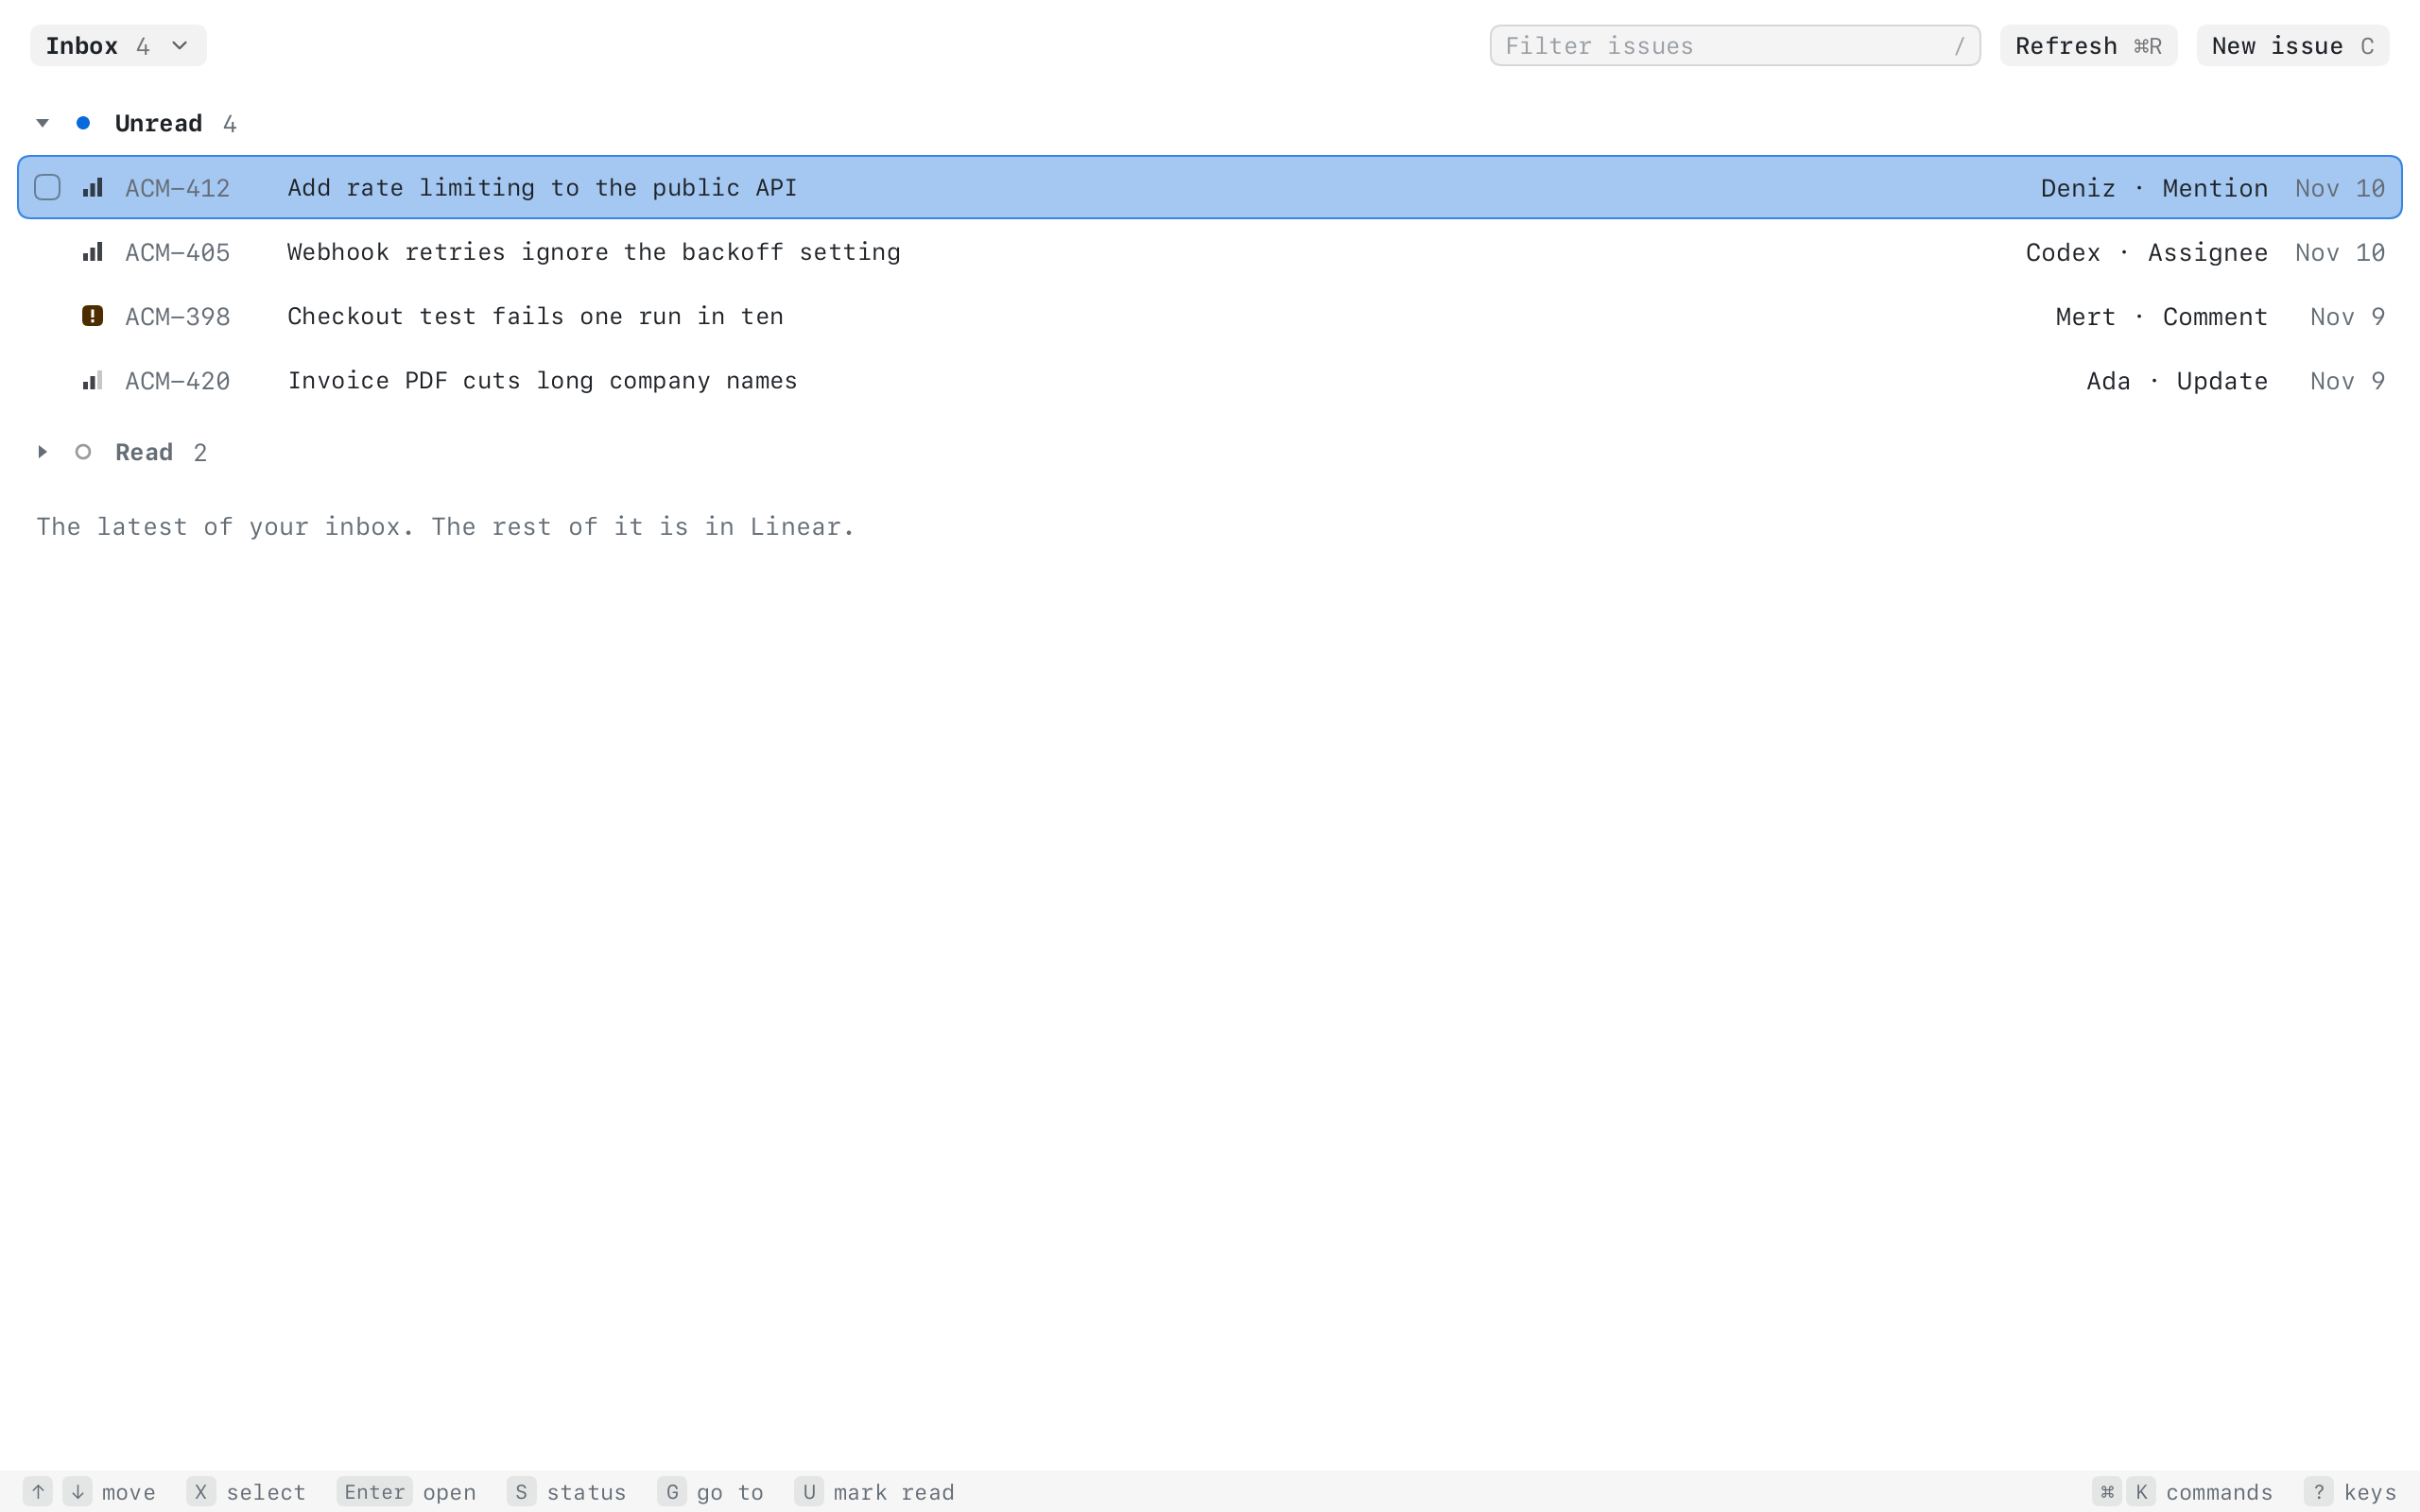 Inbox 4
Filter issues /
Refresh ⌘R
New issue C
Unread 4
ACM-412 Add rate limiting to the public API Deniz · Mention Nov 10
ACM-405 Webhook retries ignore the backoff setting Codex · Assignee Nov 10
ACM-398 Checkout test fails one run in ten Mert · Comment Nov 9
ACM-420 Invoice PDF cuts long company names Ada · Update Nov 9
Read 2
The latest of your inbox. The rest of it is in Linear.
↑ ↓ move X select Enter open S status G go to U mark read ⌘ K commands ? keys